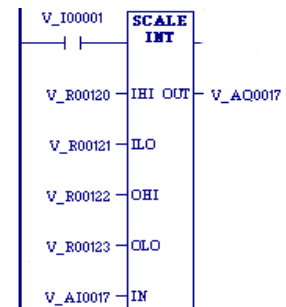 V_I00001 SCALE
INT
V_R00120 IHI OUT V_AQ0017
V_R00121 ILO
V_R00122 OHI
V_R00123 OLO
V_AI0017 IN